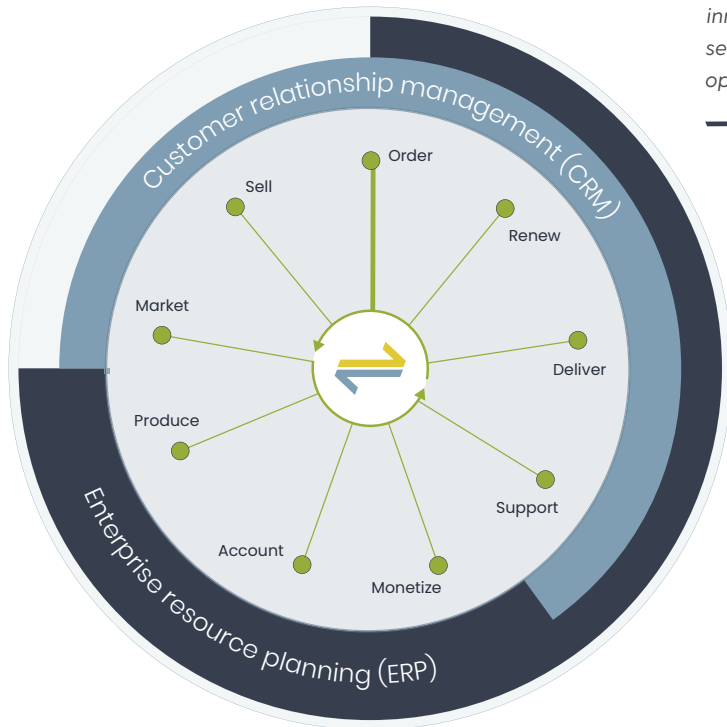 Customer relationship management (CRM)
Order
Sell
Renew
Market
Deliver
Produce
Support
Account
Monetize
Enterprise resource planning (ERP)